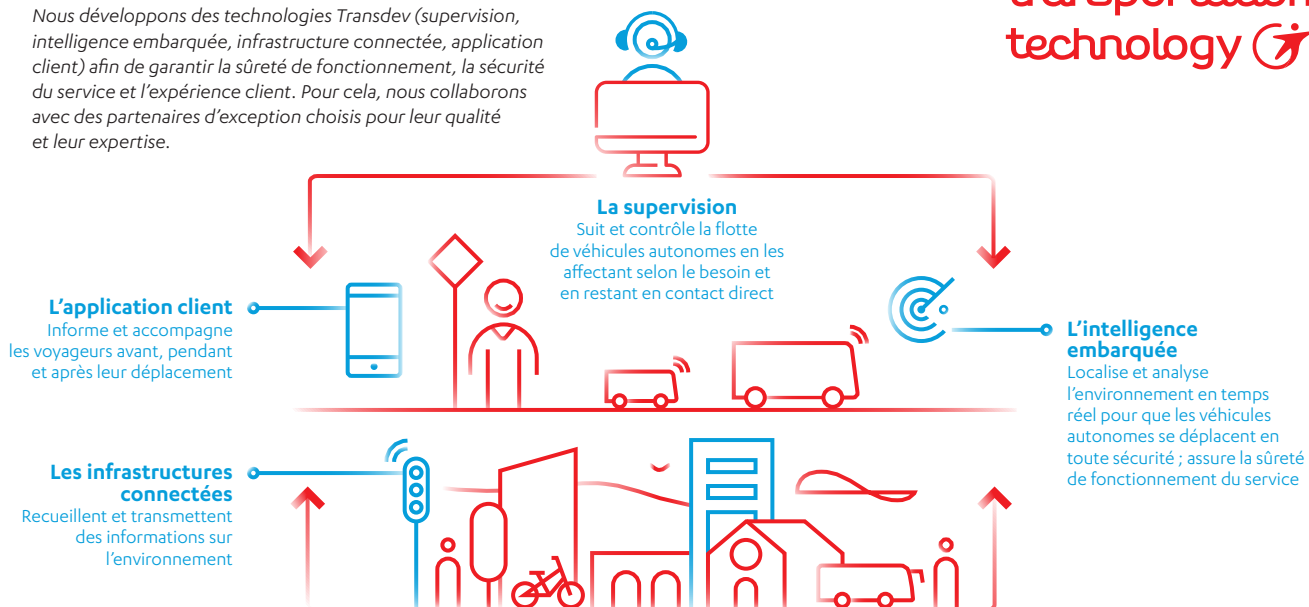 Nous développons des technologies Transdev (supervision,
intelligence embarquée, infrastructure connectée, application
client) afin de garantir la sûreté de fonctionnement, la sécurité
du service et l'expérience client. Pour cela, nous collaborons
avec des partenaires d'exception choisis pour leur qualité
et leur expertise.
transportation
technology
La supervision
Suit et contrôle la flotte
de véhicules autonomes en les
affectant selon le besoin et
en restant en contact direct
L'application client
Informe et accompagne
les voyageurs avant, pendant
et après leur déplacement
L'intelligence
embarquée
Localise et analyse
l'environnement en temps
réel pour que les véhicules
autonomes se déplacent en
toute sécurité ; assure la sûreté
de fonctionnement du service
Les infrastructures
connectées
Recueillent et transmettent
des informations sur
l'environnement